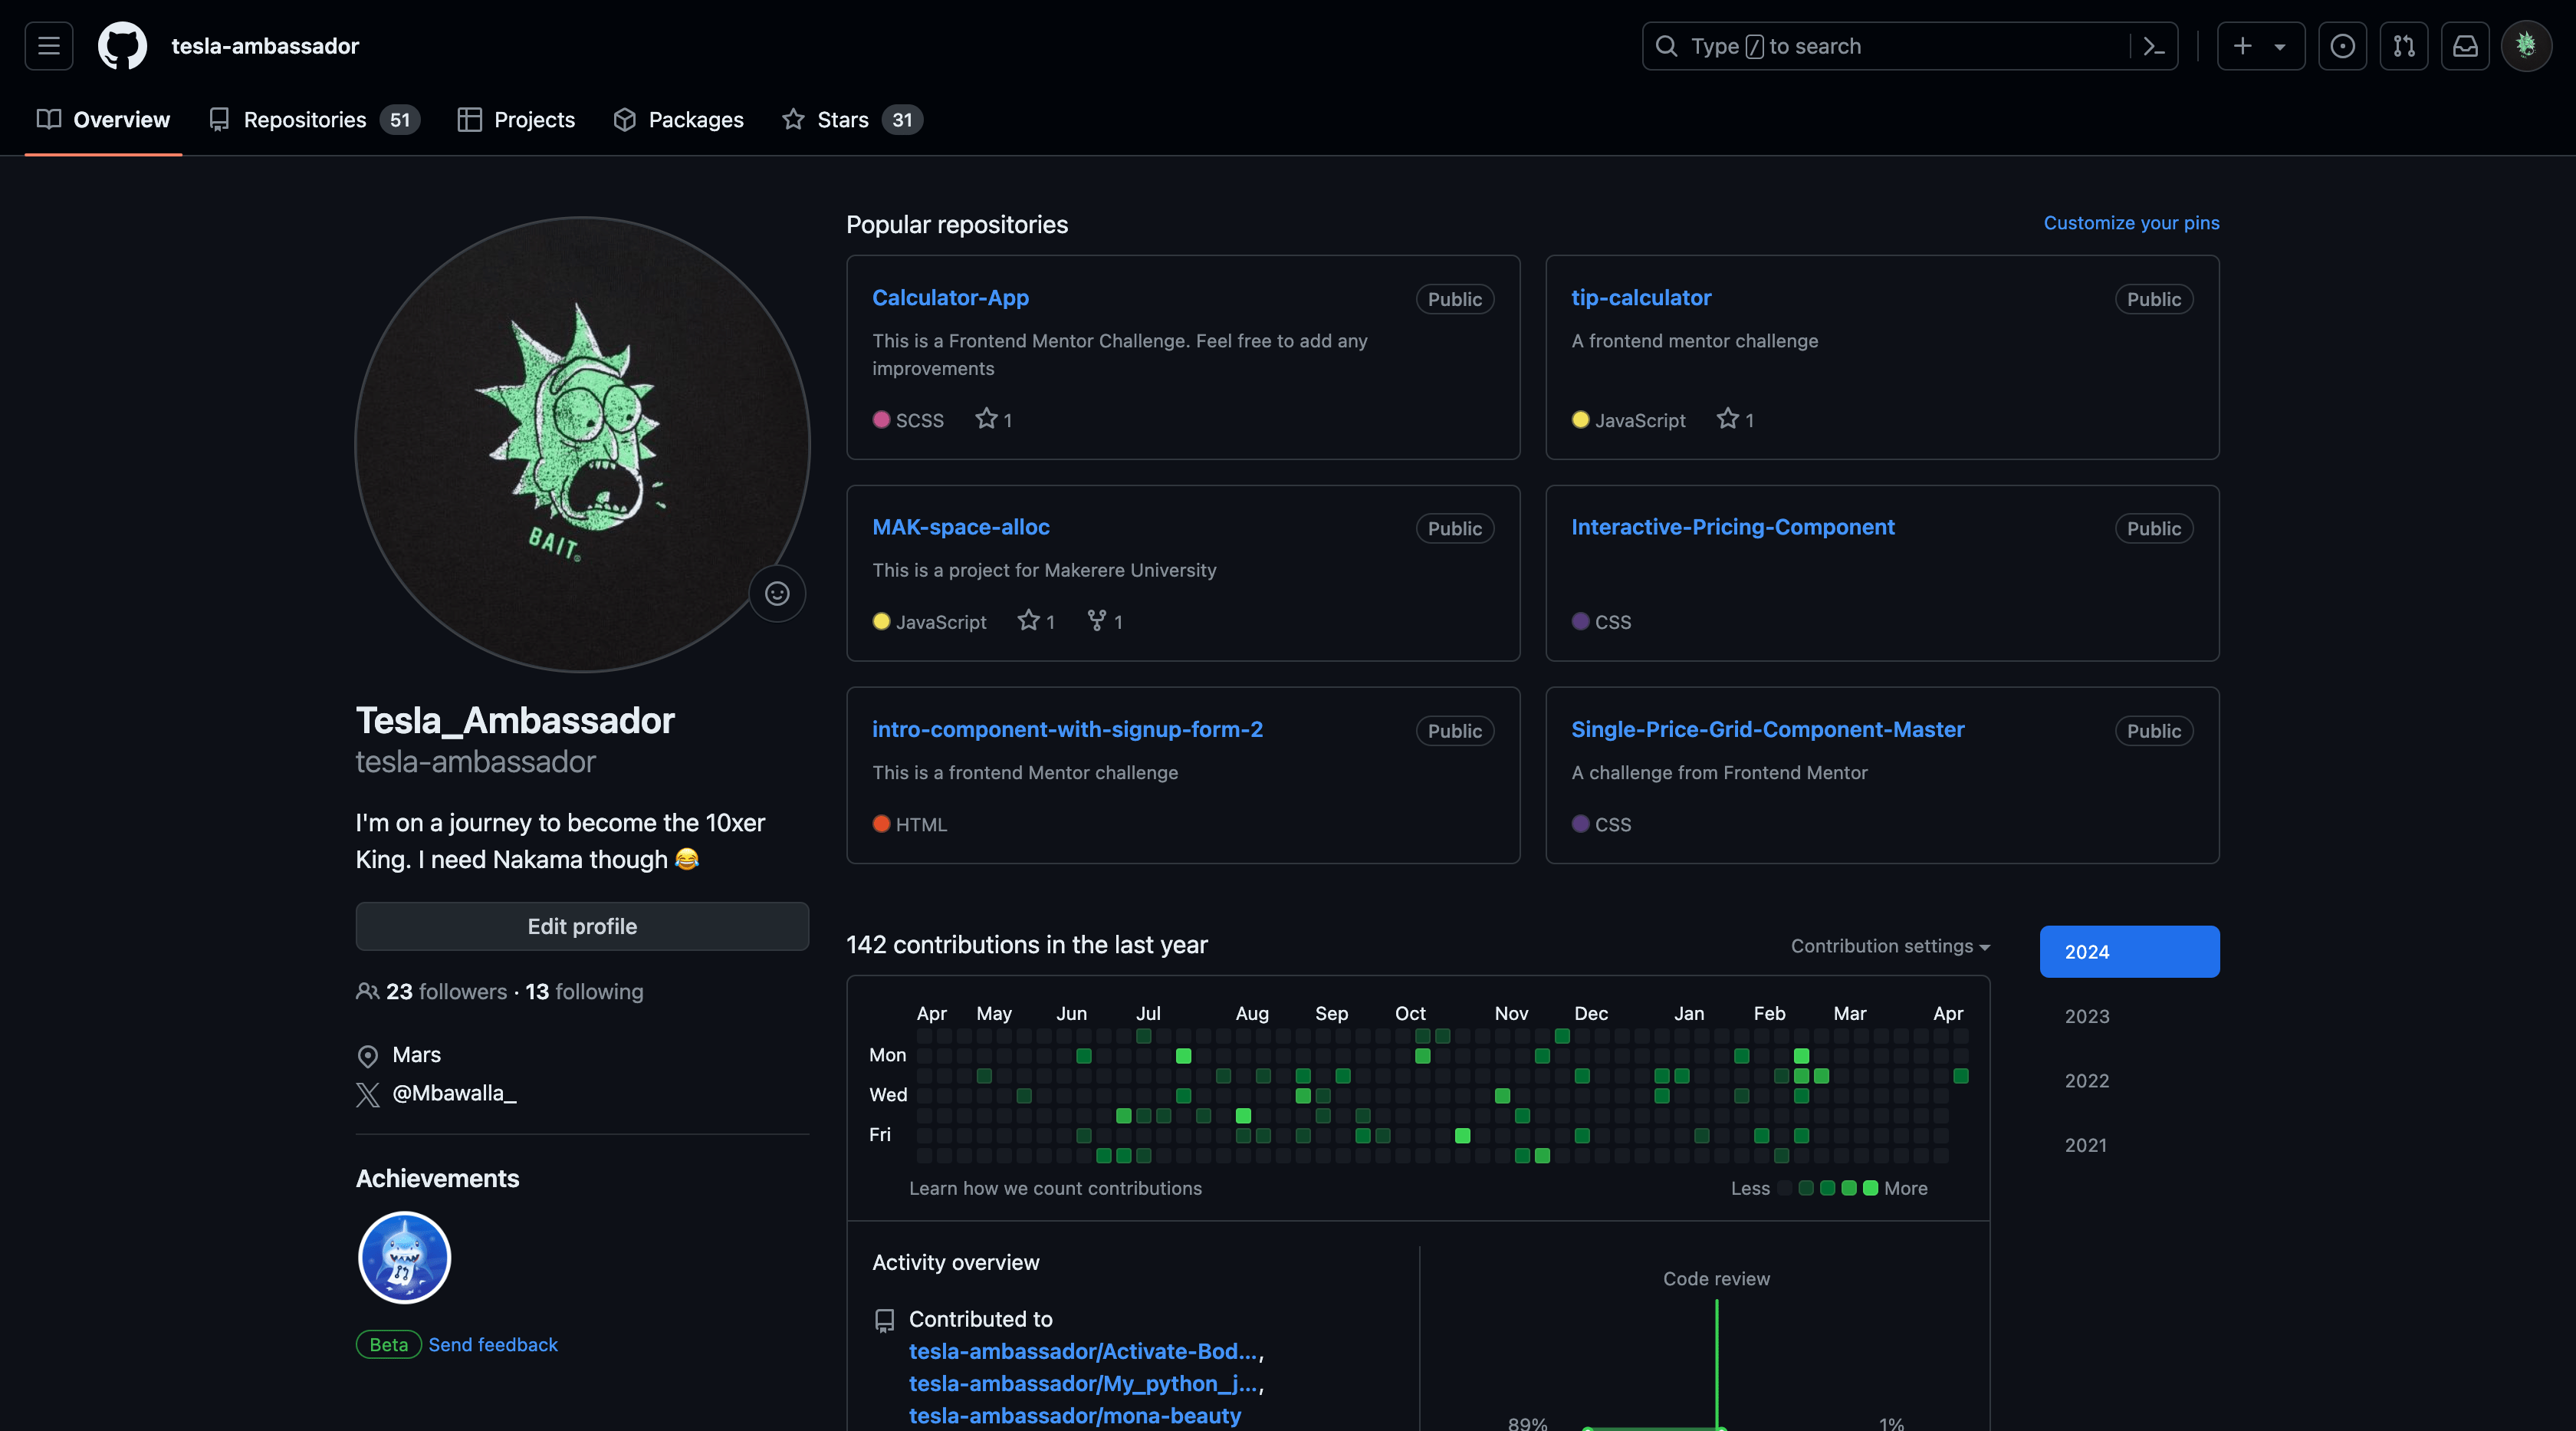 tesla-ambassador
Type / to search
Overview
Repositories 51
Projects
Packages
Stars 31
BAIT
Tesla_Ambassador
tesla-ambassador
I'm on a journey to become the 10xer
King. I need Nakama though 😂
Edit profile
23 followers · 13 following
Mars
@Mbawalla_
Achievements
Beta Send feedback
Popular repositories
Customize your pins
Calculator-App
Public
This is a Frontend Mentor Challenge. Feel free to add any
improvements
SCSS 1
tip-calculator
Public
A frontend mentor challenge
JavaScript 1
MAK-space-alloc
Public
This is a project for Makerere University
JavaScript 1 1
Interactive-Pricing-Component
Public
CSS
intro-component-with-signup-form-2
Public
This is a frontend Mentor challenge
HTML
Single-Price-Grid-Component-Master
Public
A challenge from Frontend Mentor
CSS
142 contributions in the last year
Contribution settings
Apr May Jun Jul Aug Sep Oct Nov Dec Jan Feb Mar Apr
Mon
Wed
Fri
Learn how we count contributions
Less More
2024
2023
2022
2021
Activity overview
Contributed to
tesla-ambassador/Activate-Bod...,
tesla-ambassador/My_python_j...,
tesla-ambassador/mona-beauty
Code review
89%
1%